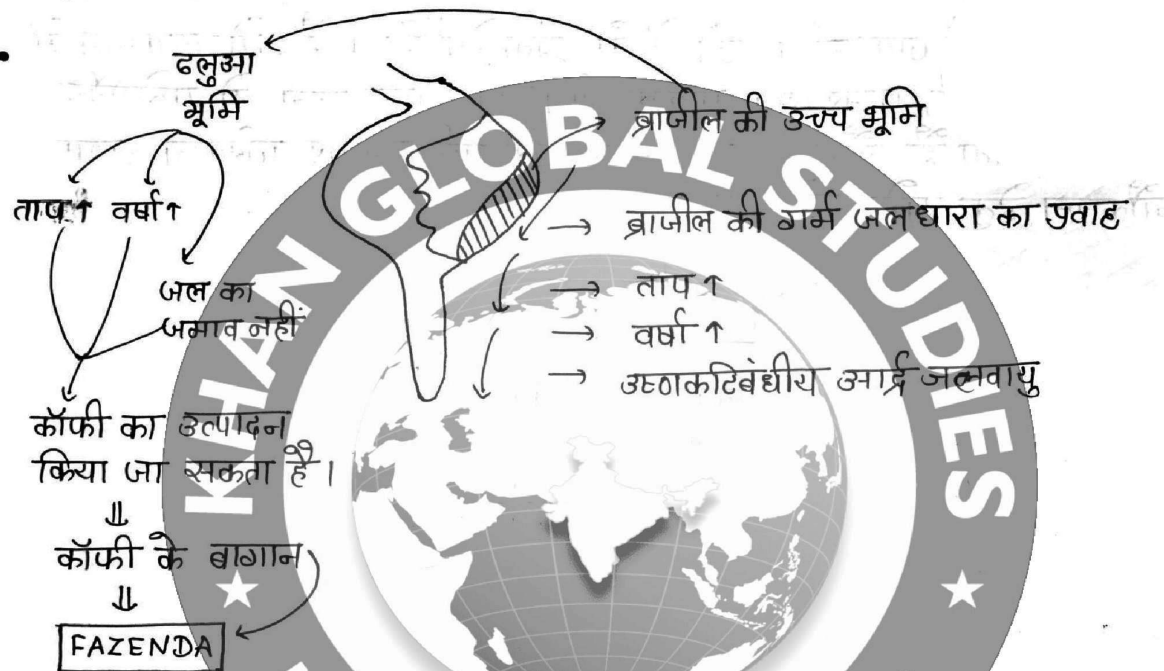 ढलुआ
भूमि
ब्राजील की उच्च भूमि
ताप↑ वर्षा↑
ब्राजील की गर्म जलधारा का प्रवाह
जल का
जमाव नहीं
→ ताप ↑
→ वर्षा ↑
→ उष्णकटिबंधीय आर्द्र जलवायु
कॉफी का उत्पादन
किया जा सकता है।
⇓
कॉफी के बागान
⇓
FAZENDA
KHAN GLOBAL STUDIES